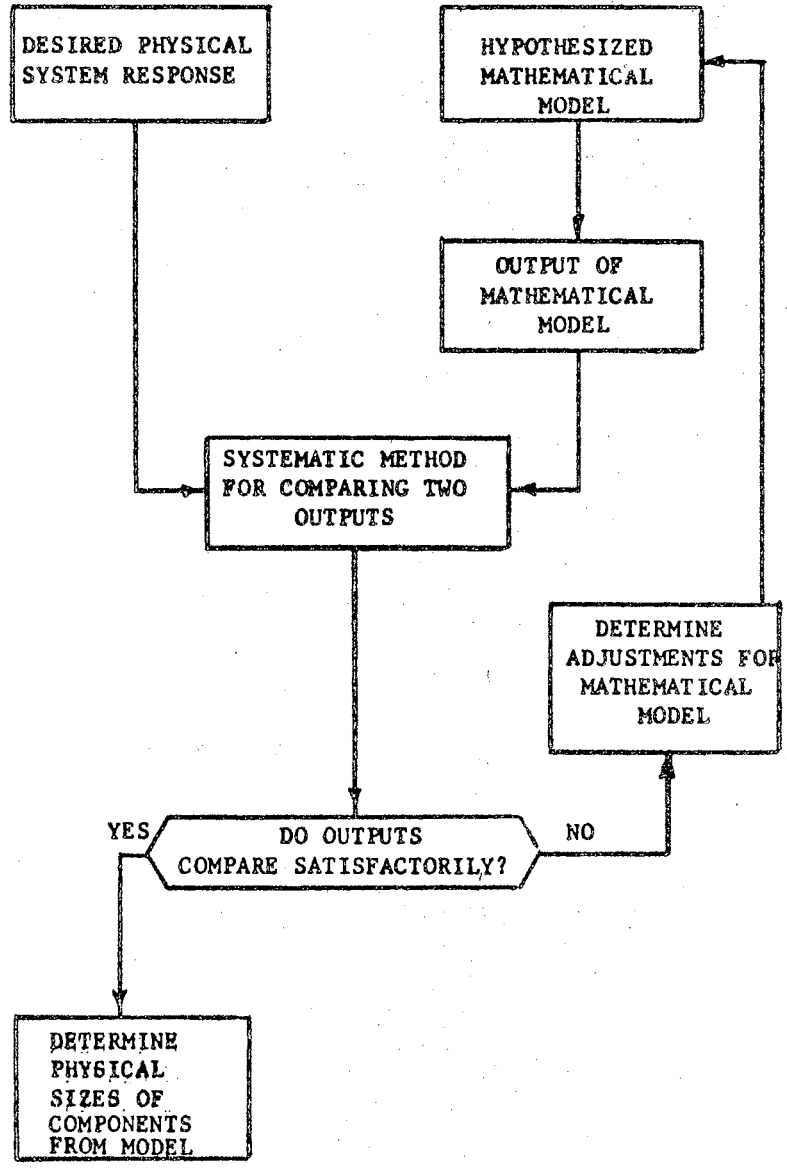 DESIRED PHYSICAL
SYSTEM RESPONSE
HYPOTHESIZED
MATHEMATICAL
MODEL
OUTPUT OF
MATHEMATICAL
MODEL
SYSTEMATIC METHOD
FOR COMPARING TWO
OUTPUTS
DETERMINE
ADJUSTMENTS FOR
MATHEMATICAL
MODEL
YES
DO OUTPUTS
COMPARE SATISFACTORILY?
NO
DETERMINE
PHYSICAL
SIZES OF
COMPONENTS
FROM MODEL